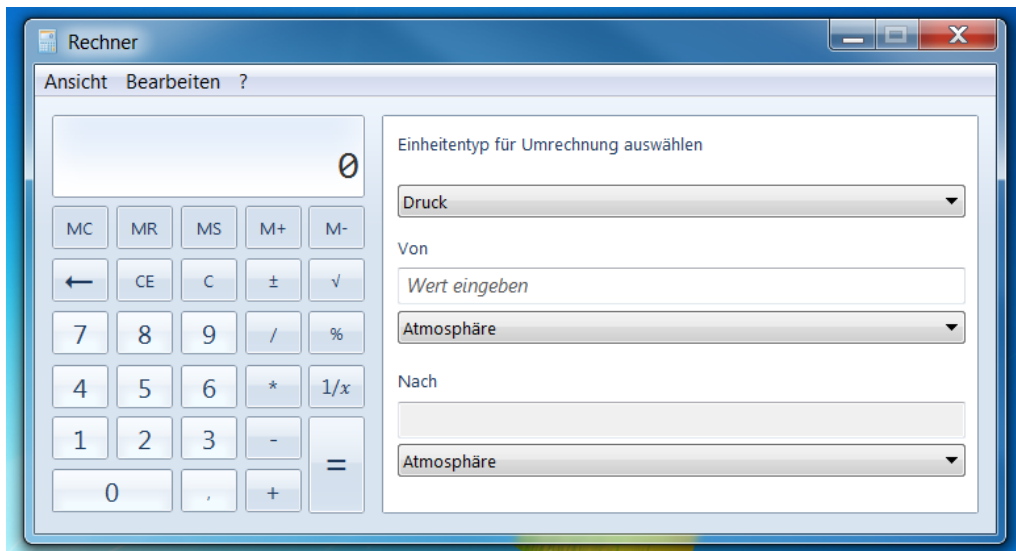 Rechner
Ansicht Bearbeiten ?
0
MC MR MS M+ M-
← CE C ± √
7 8 9 / %
4 5 6 * 1/x
1 2 3 - =
0 , +
Einheitentyp für Umrechnung auswählen
Druck
Von
Wert eingeben
Atmosphäre
Nach
Atmosphäre